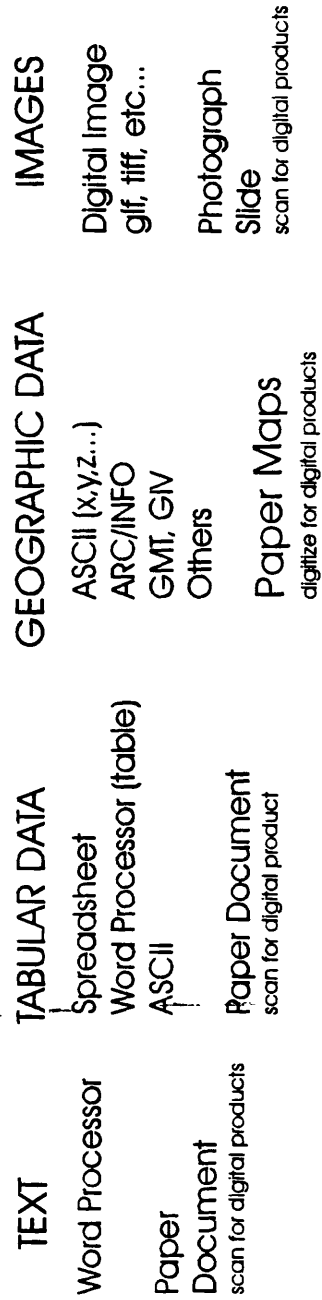 TEXT
Word Processor
Paper
Document
scan for digital products
TABULAR DATA
Spreadsheet
Word Processor (table)
ASCII
Paper Document
scan for digital product
GEOGRAPHIC DATA
ASCII (x,y,z...)
ARC/INFO
GMT, GIV
Others
Paper Maps
digitize for digital products
IMAGES
Digital Image
gif, tiff, etc...
Photograph
Slide
scan for digital products